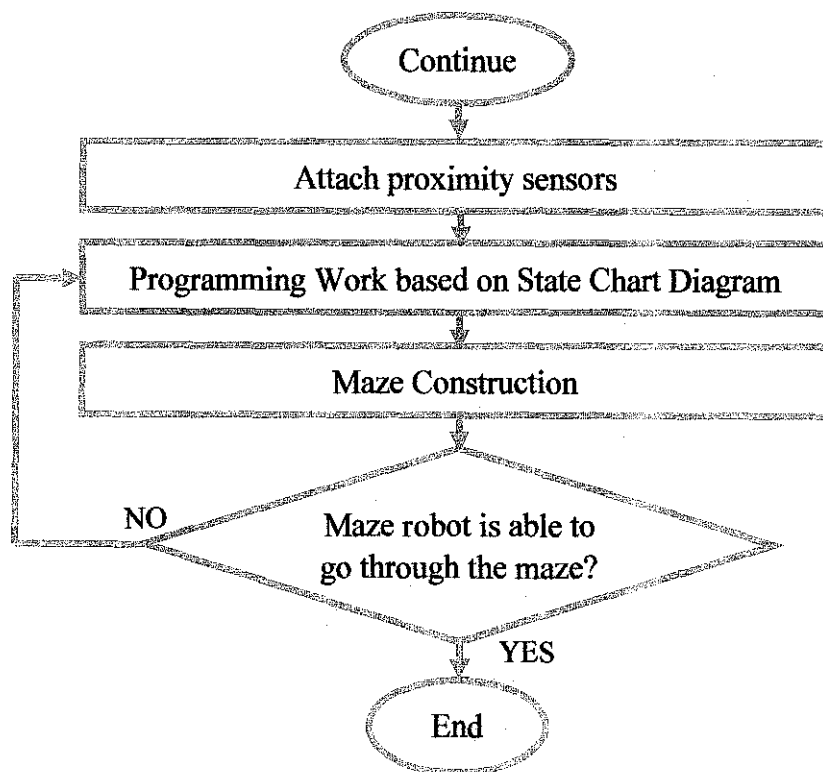 Continue
Attach proximity sensors
Programming Work based on State Chart Diagram
Maze Construction
NO
Maze robot is able to
go through the maze?
YES
End